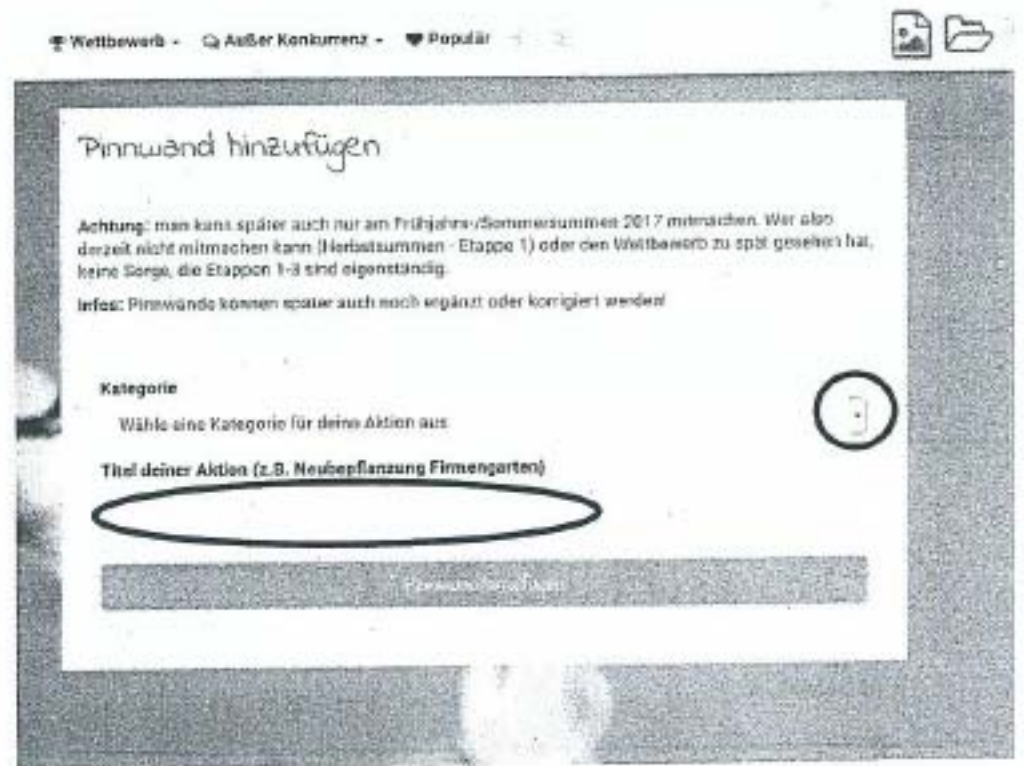 Wettbewerb - Außer Konkurrenz - Populär
Pinnwand hinzufügen
Achtung: man kann später auch nur am Frühjahrs-/Sommersummen 2017 mitmachen. Wer also
derzeit nicht mitmachen kann (Herbstsummen - Etappe 1) oder den Wettbewerb zu spät gesehen hat,
keine Sorge, die Etappen 1-3 sind eigenständig.
Infos: Pinnwände können später auch noch ergänzt oder korrigiert werden!
Kategorie
Wähle eine Kategorie für deine Aktion aus
Titel deiner Aktion (z.B. Neubepflanzung Firmengarten)